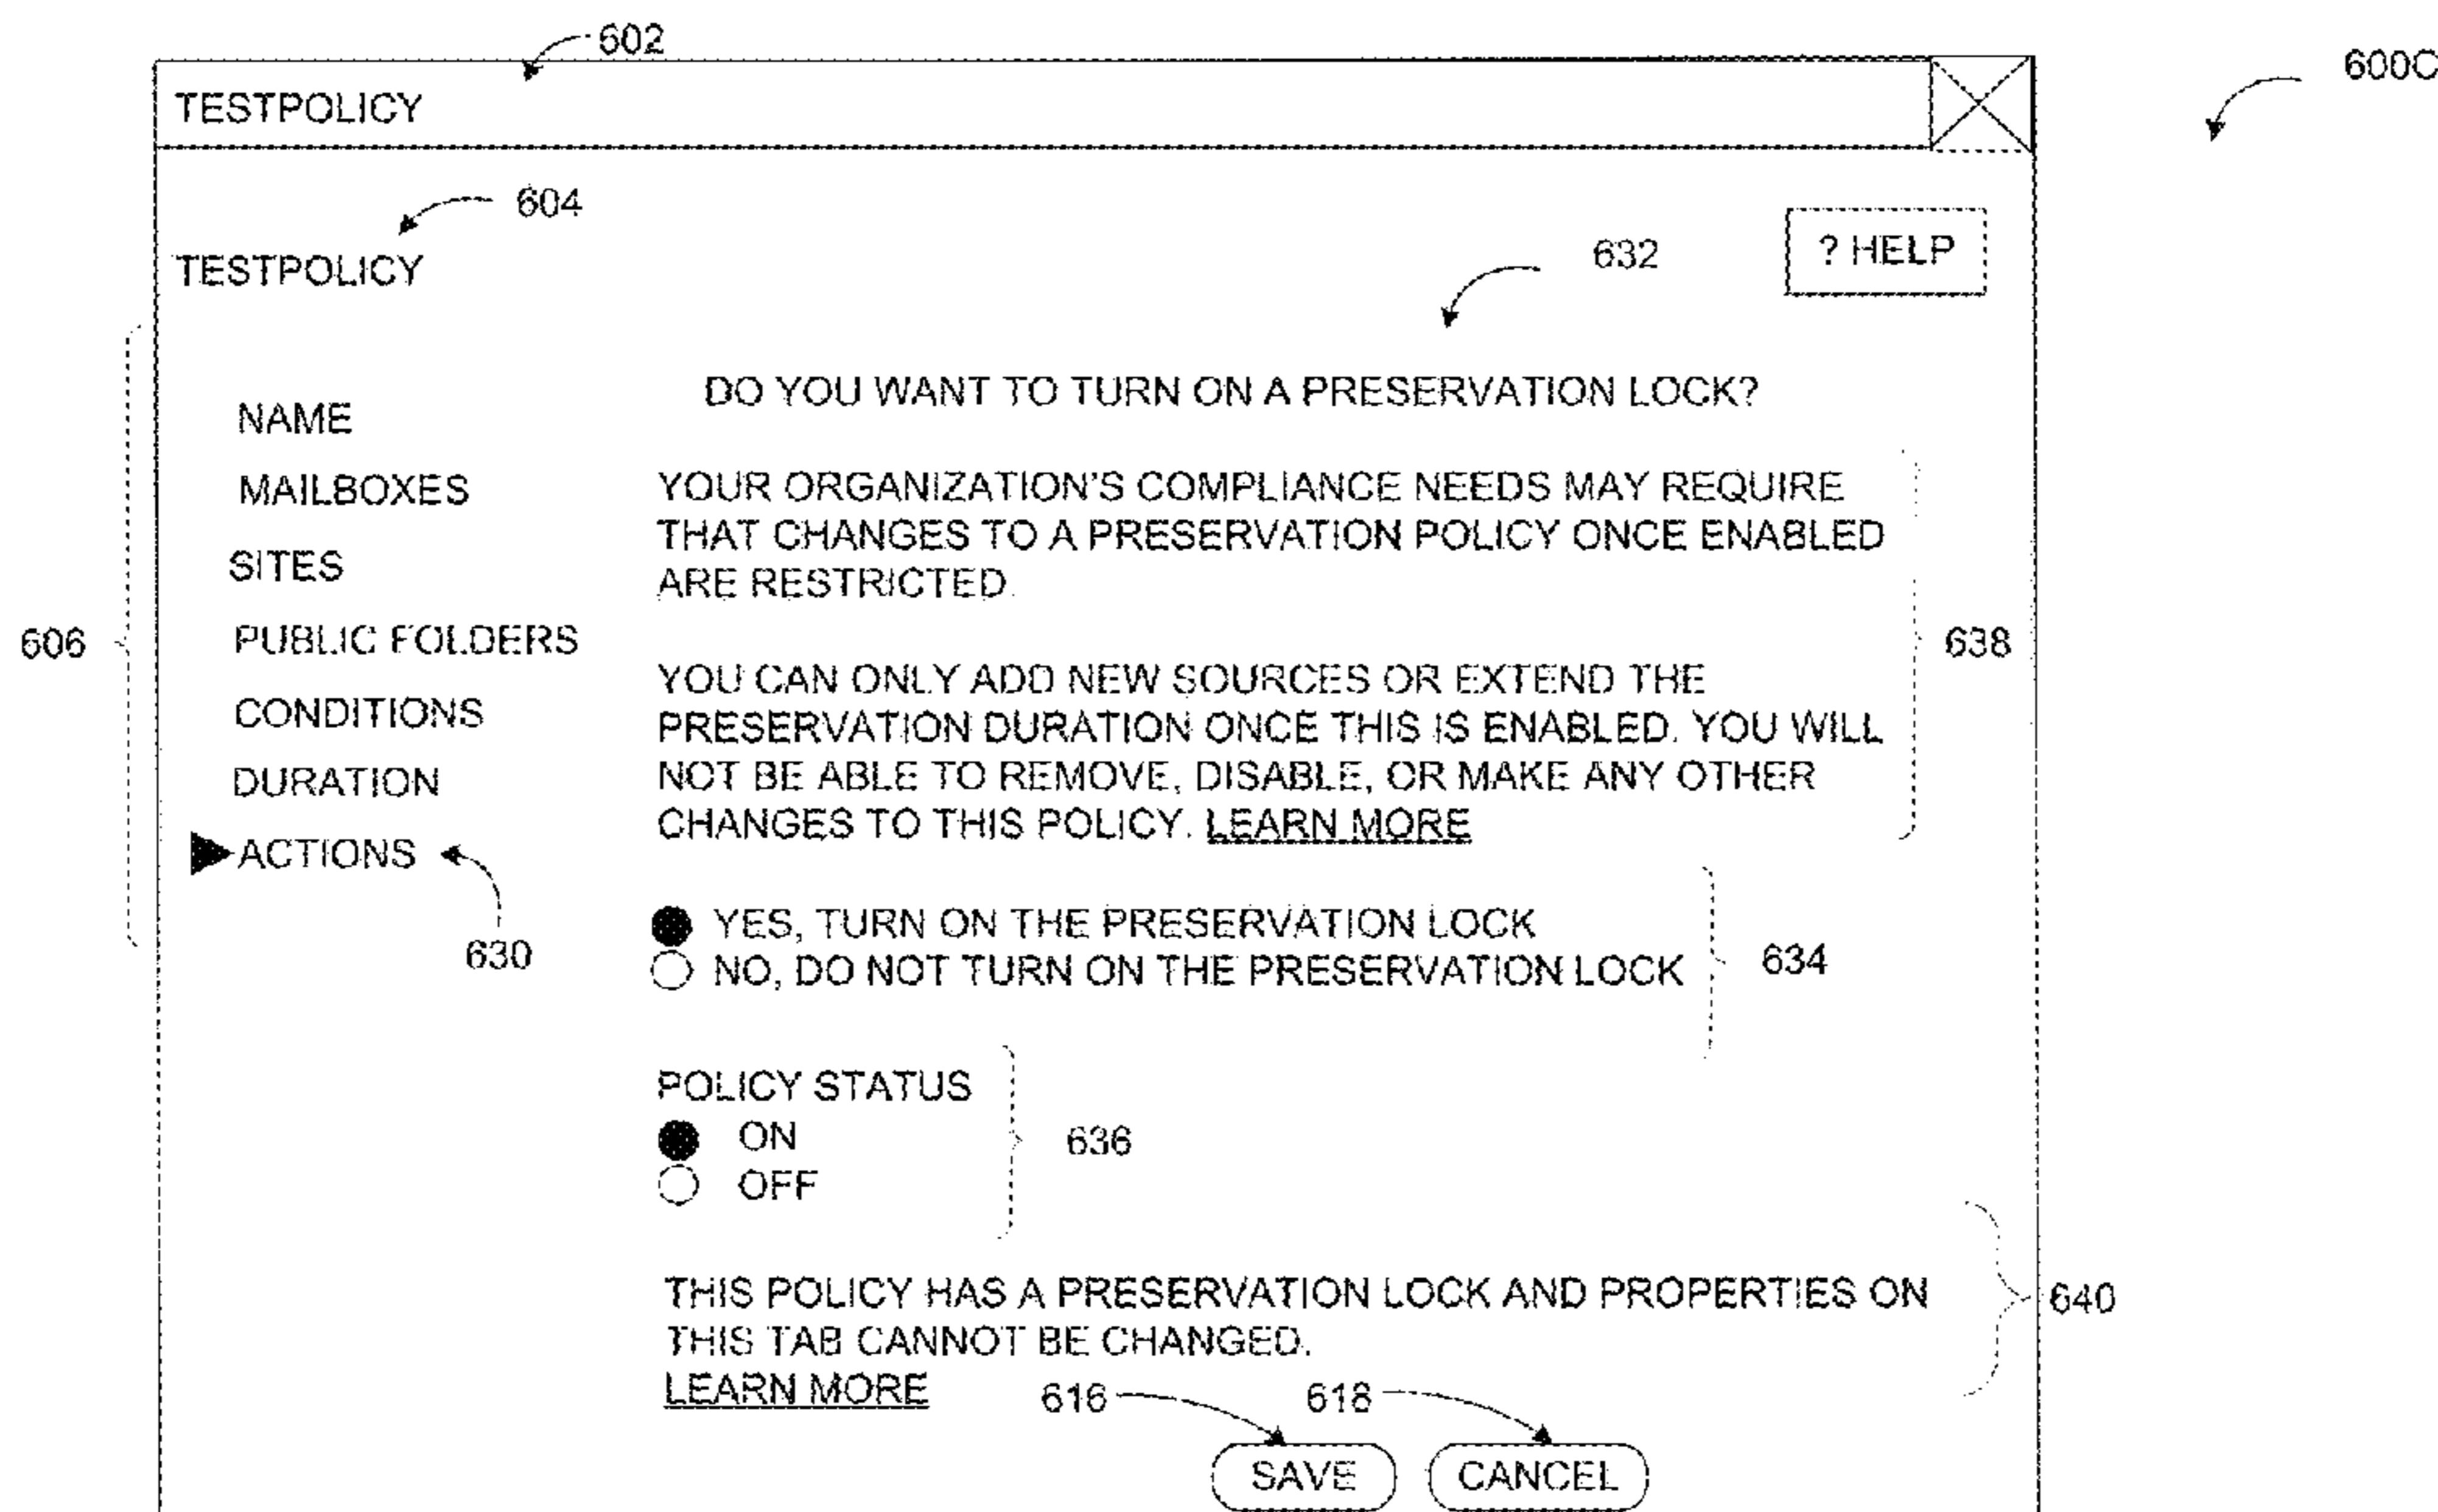 602
600C
TESTPOLICY
604
TESTPOLICY
632
? HELP
606
NAME
MAILBOXES
SITES
PUBLIC FOLDERS
CONDITIONS
DURATION
ACTIONS
630
DO YOU WANT TO TURN ON A PRESERVATION LOCK?
YOUR ORGANIZATION'S COMPLIANCE NEEDS MAY REQUIRE
THAT CHANGES TO A PRESERVATION POLICY ONCE ENABLED
ARE RESTRICTED.
YOU CAN ONLY ADD NEW SOURCES OR EXTEND THE
PRESERVATION DURATION ONCE THIS IS ENABLED. YOU WILL
NOT BE ABLE TO REMOVE, DISABLE, OR MAKE ANY OTHER
CHANGES TO THIS POLICY. LEARN MORE
638
YES, TURN ON THE PRESERVATION LOCK
NO, DO NOT TURN ON THE PRESERVATION LOCK
634
POLICY STATUS
ON
OFF
636
THIS POLICY HAS A PRESERVATION LOCK AND PROPERTIES ON
THIS TAB CANNOT BE CHANGED.
LEARN MORE
640
616
618
SAVE
CANCEL